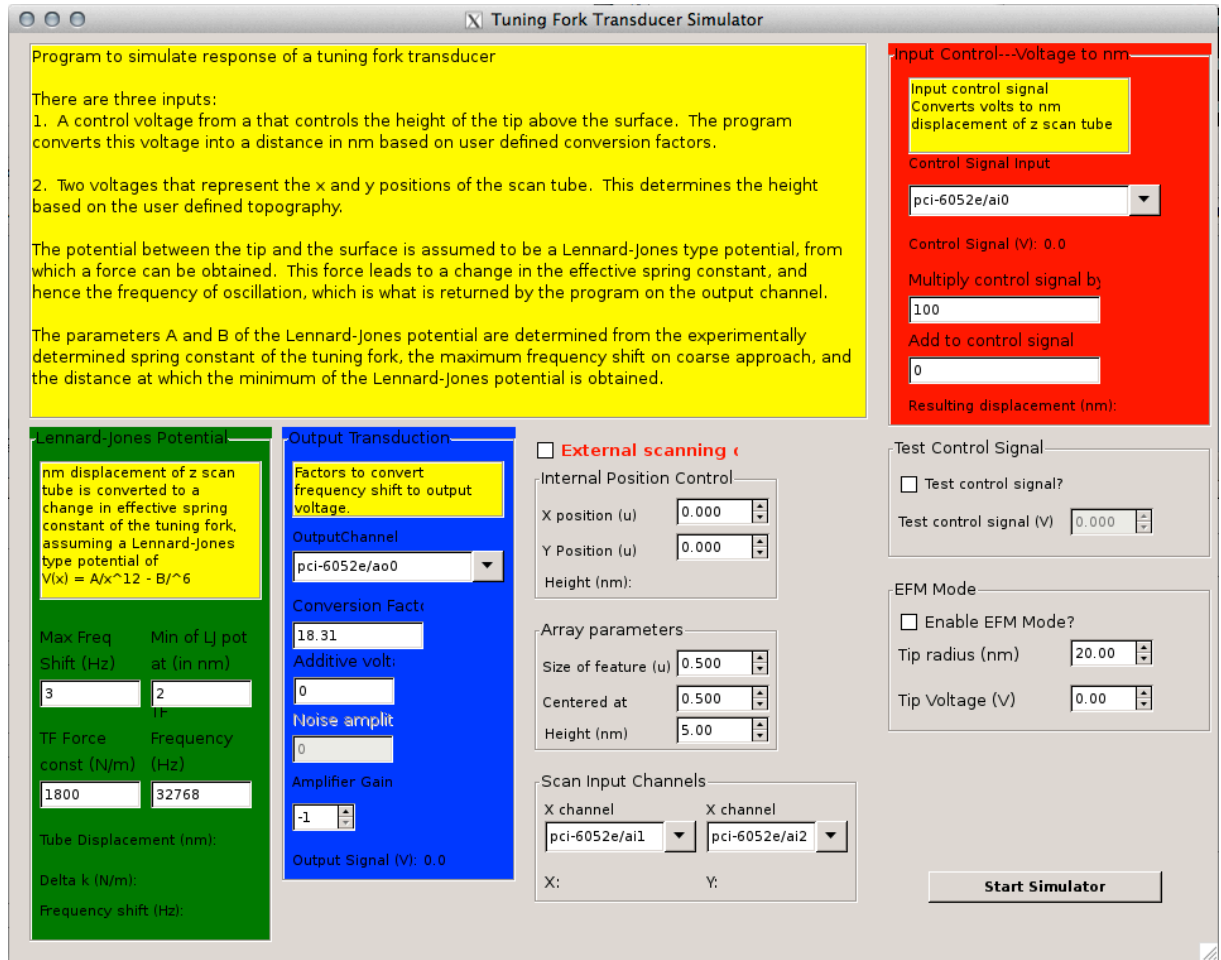 Tuning Fork Transducer Simulator
Program to simulate response of a tuning fork transducer
There are three inputs:
1. A control voltage from a that controls the height of the tip above the surface. The program
converts this voltage into a distance in nm based on user defined conversion factors.
2. Two voltages that represent the x and y positions of the scan tube. This determines the height
based on the user defined topography.
The potential between the tip and the surface is assumed to be a Lennard-Jones type potential, from
which a force can be obtained. This force leads to a change in the effective spring constant, and
hence the frequency of oscillation, which is what is returned by the program on the output channel.
The parameters A and B of the Lennard-Jones potential are determined from the experimentally
determined spring constant of the tuning fork, the maximum frequency shift on coarse approach, and
the distance at which the minimum of the Lennard-Jones potential is obtained.
Input Control---Voltage to nm
Input control signal
Converts volts to nm
displacement of z scan tube
Control Signal Input
pci-6052e/ai0
Control Signal (V): 0.0
Multiply control signal by
100
Add to control signal
0
Resulting displacement (nm):
Lennard-Jones Potential
nm displacement of z scan
tube is converted to a
change in effective spring
constant of the tuning fork,
assuming a Lennard-Jones
type potential of
V(x) = A/x^12 - B/^6
Max Freq
Shift (Hz)
3
Min of LJ pot
at (in nm)
2
TF Force
const (N/m)
1800
TF
Frequency
(Hz)
32768
Tube Displacement (nm):
Delta k (N/m):
Frequency shift (Hz):
Output Transduction
Factors to convert
frequency shift to output
voltage.
OutputChannel
pci-6052e/ao0
Conversion Facto
18.31
Additive volta
0
Noise amplit
0
Amplifier Gain
-1
Output Signal (V): 0.0
External scanning c
Internal Position Control
X position (u) 0.000
Y Position (u) 0.000
Height (nm):
Array parameters
Size of feature (u) 0.500
Centered at 0.500
Height (nm) 5.00
Scan Input Channels
X channel X channel
pci-6052e/ai1 pci-6052e/ai2
X: Y:
Test Control Signal
Test control signal?
Test control signal (V) 0.000
EFM Mode
Enable EFM Mode?
Tip radius (nm) 20.00
Tip Voltage (V) 0.00
Start Simulator